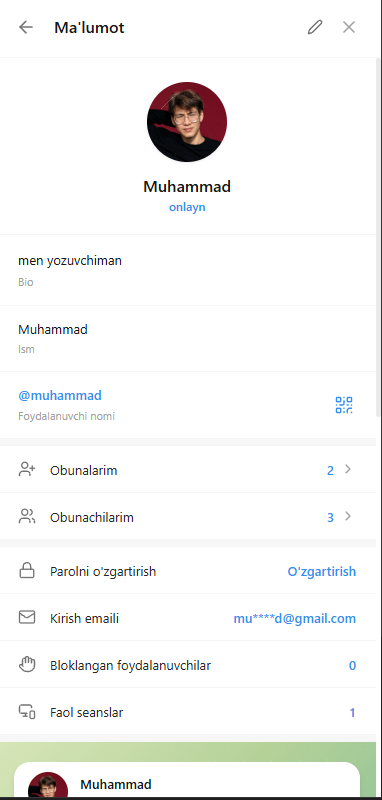 Ma'lumot
Muhammad
onlayn
men yozuvchiman
Bio
Muhammad
Ism
@muhammad
Foydalanuvchi nomi
Obunalarim 2
Obunachilarim 3
Parolni o'zgartirish O'zgartirish
Kirish emaili mu****d@gmail.com
Bloklangan foydalanuvchilar 0
Faol seanslar 1
Muhammad